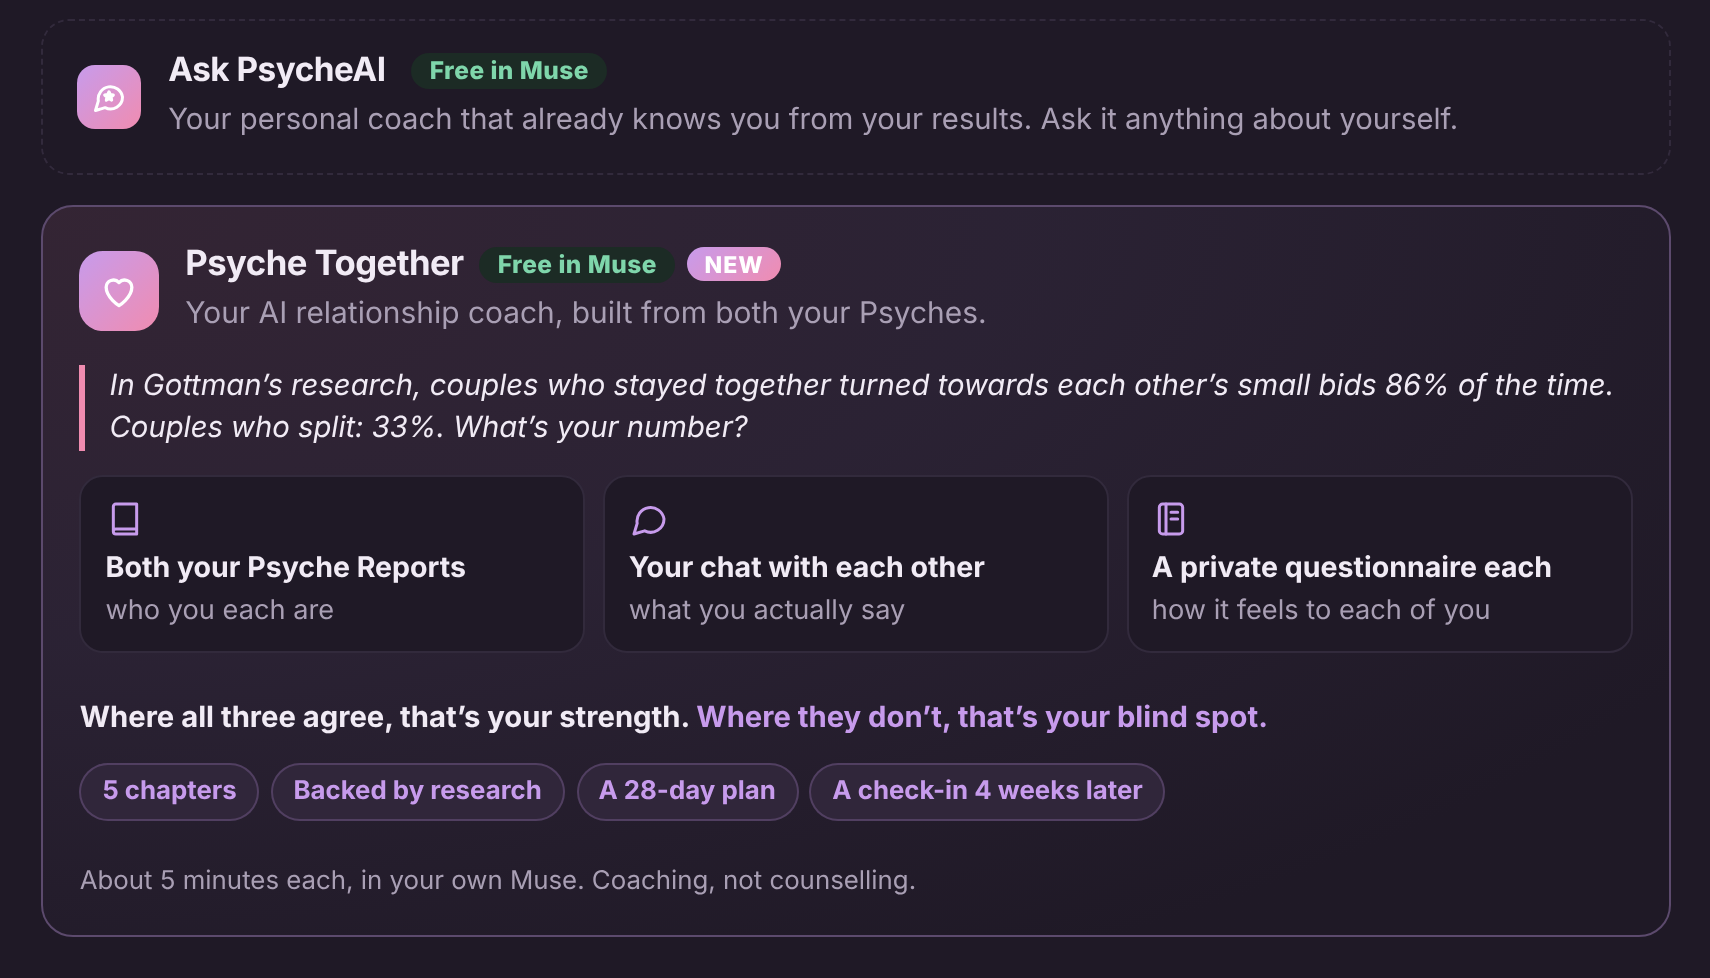 Ask PsycheAI Free in Muse
Your personal coach that already knows you from your results. Ask it anything about yourself.
Psyche Together Free in Muse NEW
Your AI relationship coach, built from both your Psyches.
In Gottman’s research, couples who stayed together turned towards each other’s small bids 86% of the time.
Couples who split: 33%. What’s your number?
Both your Psyche Reports
who you each are
Your chat with each other
what you actually say
A private questionnaire each
how it feels to each of you
Where all three agree, that’s your strength. Where they don’t, that’s your blind spot.
5 chapters Backed by research A 28-day plan A check-in 4 weeks later
About 5 minutes each, in your own Muse. Coaching, not counselling.